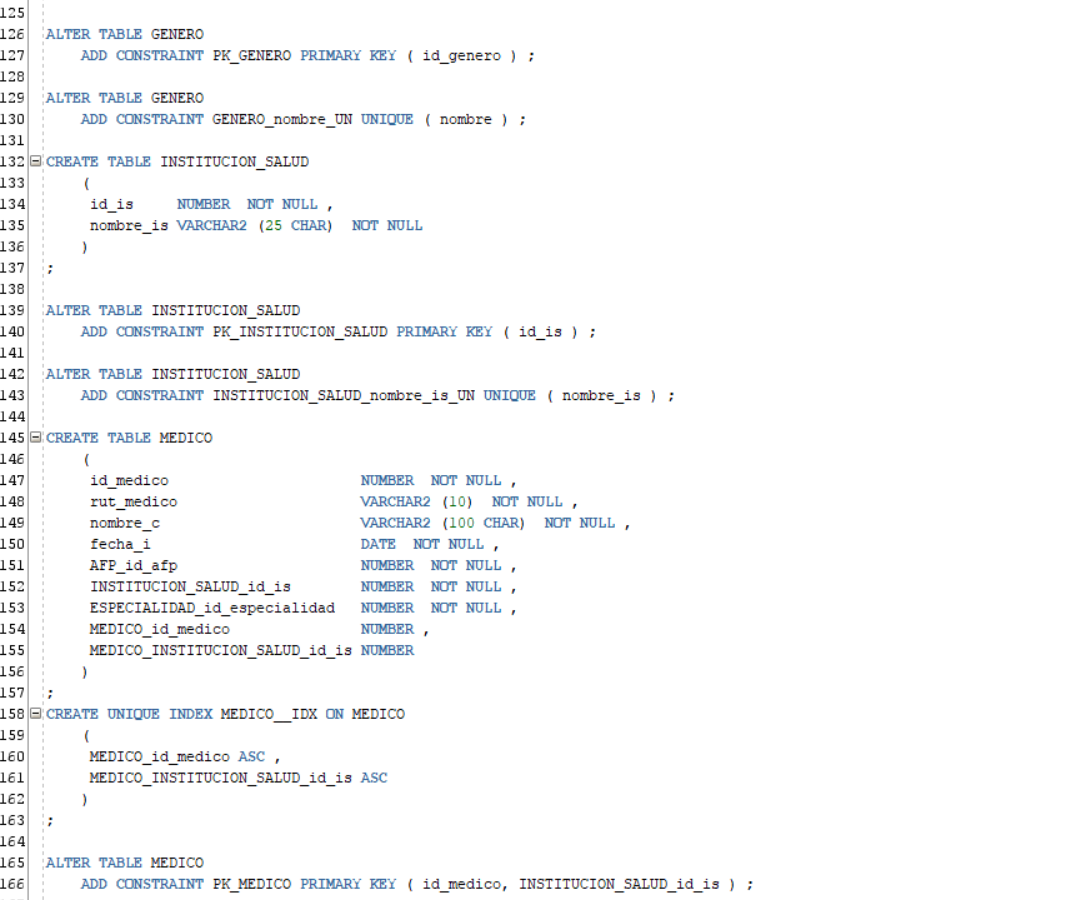 125
126 ALTER TABLE GENERO
127 ADD CONSTRAINT PK_GENERO PRIMARY KEY ( id_genero ) ;
128
129 ALTER TABLE GENERO
130 ADD CONSTRAINT GENERO_nombre_UN UNIQUE ( nombre ) ;
131
132 CREATE TABLE INSTITUCION_SALUD
133 (
134 id_is NUMBER NOT NULL ,
135 nombre_is VARCHAR2 (25 CHAR) NOT NULL
136 )
137 ;
138
139 ALTER TABLE INSTITUCION_SALUD
140 ADD CONSTRAINT PK_INSTITUCION_SALUD PRIMARY KEY ( id_is ) ;
141
142 ALTER TABLE INSTITUCION_SALUD
143 ADD CONSTRAINT INSTITUCION_SALUD_nombre_is_UN UNIQUE ( nombre_is ) ;
144
145 CREATE TABLE MEDICO
146 (
147 id_medico NUMBER NOT NULL ,
148 rut_medico VARCHAR2 (10) NOT NULL ,
149 nombre_c VARCHAR2 (100 CHAR) NOT NULL ,
150 fecha_i DATE NOT NULL ,
151 AFP_id_afp NUMBER NOT NULL ,
152 INSTITUCION_SALUD_id_is NUMBER NOT NULL ,
153 ESPECIALIDAD_id_especialidad NUMBER NOT NULL ,
154 MEDICO_id_medico NUMBER ,
155 MEDICO_INSTITUCION_SALUD_id_is NUMBER
156 )
157 ;
158 CREATE UNIQUE INDEX MEDICO__IDX ON MEDICO
159 (
160 MEDICO_id_medico ASC ,
161 MEDICO_INSTITUCION_SALUD_id_is ASC
162 )
163 ;
164
165 ALTER TABLE MEDICO
166 ADD CONSTRAINT PK_MEDICO PRIMARY KEY ( id_medico, INSTITUCION_SALUD_id_is ) ;